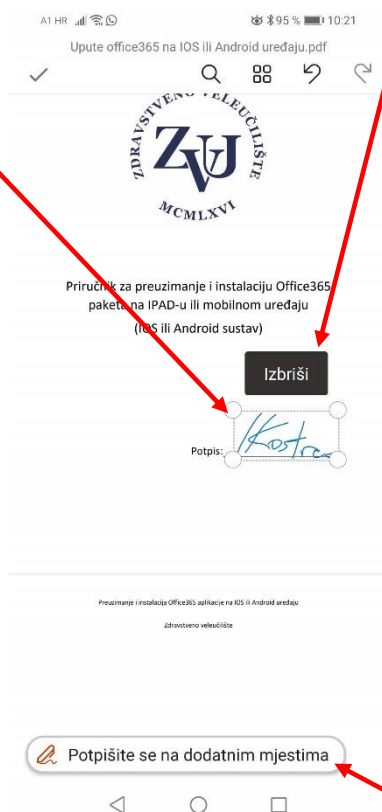 A1 HR
95 % 10:21
Upute office365 na IOS ili Android uređaju.pdf
ZDRAVSTVENO VELEUČILIŠTE
ZVU
MCMLXVI
Priručnik za preuzimanje i instalaciju Office365
paketa na IPAD-u ili mobilnom uređaju
(IOS ili Android sustav)
Izbriši
Potpis:
Preuzimanje i instalacija Office365 aplikacije na IOS ili Android uređaju
Zdravstveno veleučilište
Potpišite se na dodatnim mjestima